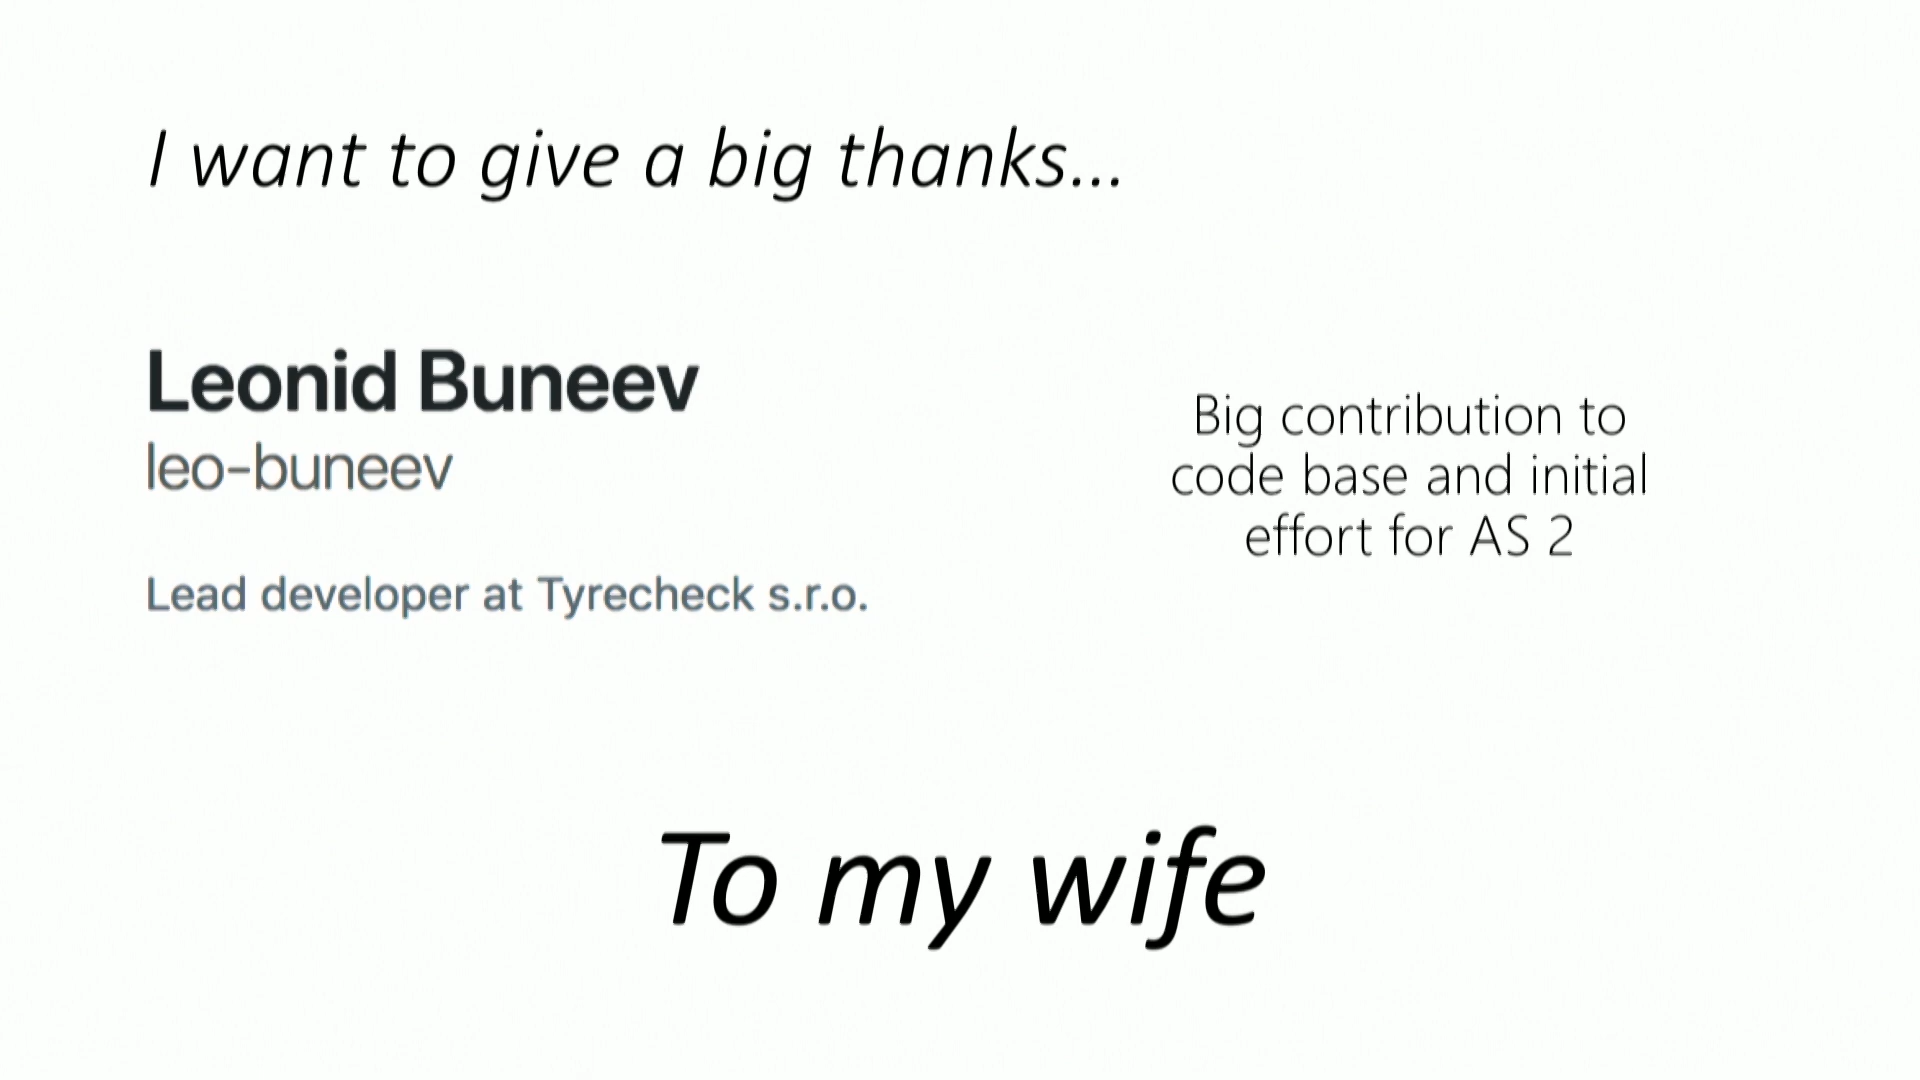 I want to give a big thanks...
Leonid Buneev
leo-buneev
Lead developer at Tyrecheck s.r.o.
Big contribution to
code base and initial
effort for AS 2
To my wife